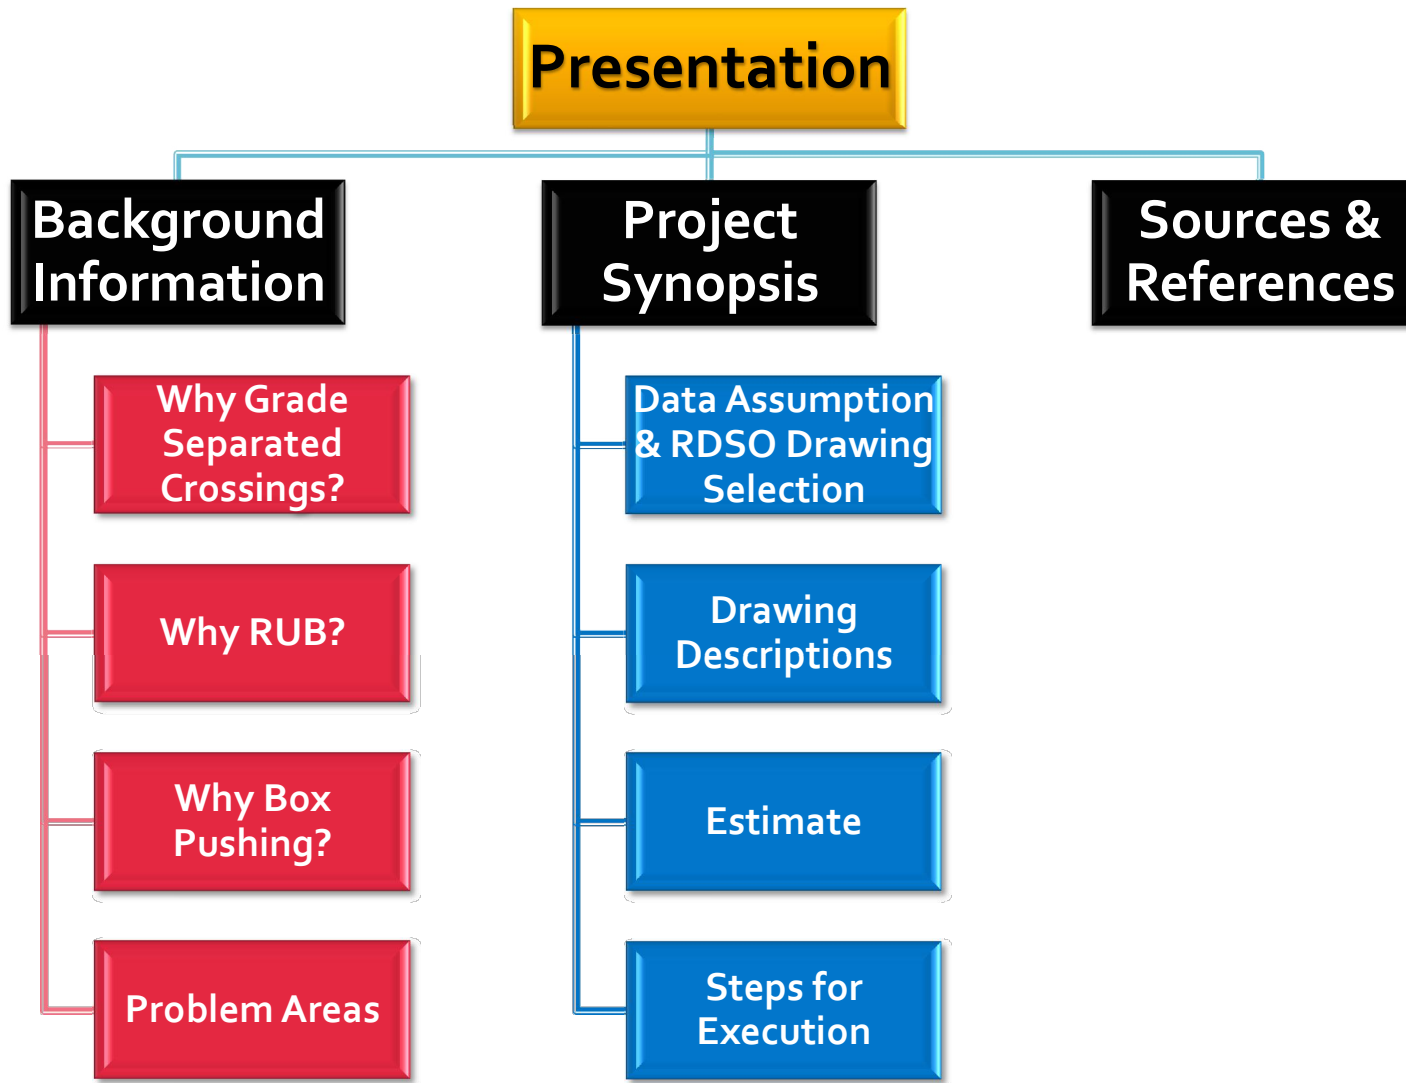 Presentation
Background
Information
Project
Synopsis
Sources &
References
Why Grade
Separated
Crossings?
Why RUB?
Why Box
Pushing?
Problem Areas
Data Assumption
& RDSO Drawing
Selection
Drawing
Descriptions
Estimate
Steps for
Execution